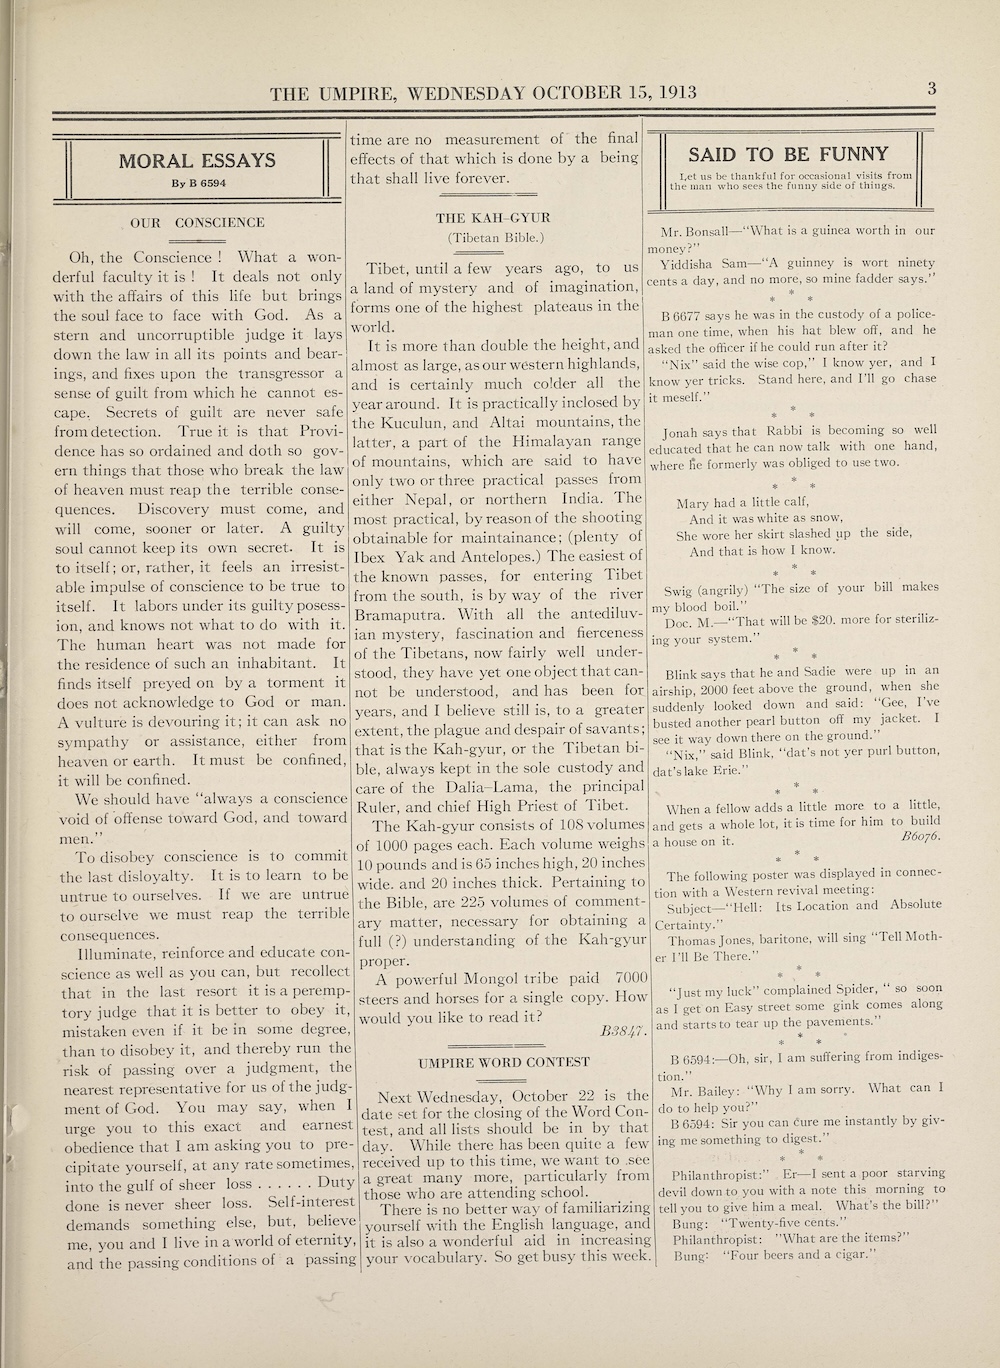 THE UMPIRE, WEDNESDAY OCTOBER 15, 1913
3
MORAL ESSAYS
By B 6594
OUR CONSCIENCE
Oh, the Conscience ! What a won-
derful faculty it is ! It deals not only
with the affairs of this life but brings
the soul face to face with God. As a
stern and uncorruptible judge it lays
down the law in all its points and bear-
ings, and fixes upon the transgressor a
sense of guilt from which he cannot es-
cape. Secrets of guilt are never safe
from detection. True it is that Provi-
dence has so ordained and doth so gov-
ern things that those who break the law
of heaven must reap the terrible conse-
quences. Discovery must come, and
will come, sooner or later. A guilty
soul cannot keep its own secret. It is
to itself; or, rather, it feels an irresist-
able impulse of conscience to be true to
itself. It labors under its guilty posess-
ion, and knows not what to do with it.
The human heart was not made for
the residence of such an inhabitant. It
finds itself preyed on by a torment it
does not acknowledge to God or man.
A vulture is devouring it; it can ask no
sympathy or assistance, either from
heaven or earth. It must be confined,
it will be confined.
We should have "always a conscience
void of offense toward God, and toward
men."
To disobey conscience is to commit
the last disloyalty. It is to learn to be
untrue to ourselves. If we are untrue
to ourselve we must reap the terrible
consequences.
Illuminate, reinforce and educate con-
science as well as you can, but recollect
that in the last resort it is a peremp-
tory judge that it is better to obey it,
mistaken even if it be in some degree,
than to disobey it, and thereby run the
risk of passing over a judgment, the
nearest representative for us of the judg-
ment of God. You may say, when I
urge you to this exact and earnest
obedience that I am asking you to pre-
cipitate yourself, at any rate sometimes,
into the gulf of sheer loss . . . . . . Duty
done is never sheer loss. Self-interest
demands something else, but, believe
me, you and I live in a world of eternity,
and the passing conditions of a passing
time are no measurement of the final
effects of that which is done by a being
that shall live forever.
THE KAH-GYUR
(Tibetan Bible.)
Tibet, until a few years ago, to us
a land of mystery and of imagination,
forms one of the highest plateaus in the
world.
It is more than double the height, and
almost as large, as our western highlands,
and is certainly much colder all the
year around. It is practically inclosed by
the Kuculun, and Altai mountains, the
latter, a part of the Himalayan range
of mountains, which are said to have
only two or three practical passes from
either Nepal, or northern India. The
most practical, by reason of the shooting
obtainable for maintainance; (plenty of
Ibex Yak and Antelopes.) The easiest of
the known passes, for entering Tibet
from the south, is by way of the river
Bramaputra. With all the antediluv-
ian mystery, fascination and fierceness
of the Tibetans, now fairly well under-
stood, they have yet one object that can-
not be understood, and has been for
years, and I believe still is, to a greater
extent, the plague and despair of savants;
that is the Kah-gyur, or the Tibetan bi-
ble, always kept in the sole custody and
care of the Dalia-Lama, the principal
Ruler, and chief High Priest of Tibet.
The Kah-gyur consists of 108 volumes
of 1000 pages each. Each volume weighs
10 pounds and is 65 inches high, 20 inches
wide. and 20 inches thick. Pertaining to
the Bible, are 225 volumes of comment-
ary matter, necessary for obtaining a
full (?) understanding of the Kah-gyur
proper.
A powerful Mongol tribe paid 7000
steers and horses for a single copy. How
would you like to read it?
B3847.
UMPIRE WORD CONTEST
Next Wednesday, October 22 is the
date set for the closing of the Word Con-
test, and all lists should be in by that
day. While there has been quite a few
received up to this time, we want to see
a great many more, particularly from
those who are attending school.
There is no better way of familiarizing
yourself with the English language, and
it is also a wonderful aid in increasing
your vocabulary. So get busy this week.
SAID TO BE FUNNY
Let us be thankful for occasional visits from
the man who sees the funny side of things.
Mr. Bonsall—"What is a guinea worth in our
money?"
Yiddisha Sam—"A guinney is wort ninety
cents a day, and no more, so mine fadder says."
* * *
B 6677 says he was in the custody of a police-
man one time, when his hat blew off, and he
asked the officer if he could run after it?
"Nix" said the wise cop," I know yer, and I
know yer tricks. Stand here, and I'll go chase
it meself."
* * *
Jonah says that Rabbi is becoming so well
educated that he can now talk with one hand,
where he formerly was obliged to use two.
* * *
Mary had a little calf,
And it was white as snow,
She wore her skirt slashed up the side,
And that is how I know.
* * *
Swig (angrily) "The size of your bill makes
my blood boil."
Doc. M.—"That will be $20. more for steriliz-
ing your system."
* * *
Blink says that he and Sadie were up in an
airship, 2000 feet above the ground, when she
suddenly looked down and said: "Gee, I've
busted another pearl button off my jacket. I
see it way down there on the ground."
"Nix," said Blink, "dat's not yer purl button,
dat's lake Erie."
* * *
When a fellow adds a little more to a little,
and gets a whole lot, it is time for him to build
a house on it. B6076.
* * *
The following poster was displayed in connec-
tion with a Western revival meeting:
Subject—"Hell: Its Location and Absolute
Certainty."
Thomas Jones, baritone, will sing "Tell Moth-
er I'll Be There."
* * *
"Just my luck" complained Spider, " so soon
as I get on Easy street some gink comes along
and starts to tear up the pavements."
* * *
B 6594:—Oh, sir, I am suffering from indiges-
tion."
Mr. Bailey: "Why I am sorry. What can I
do to help you?"
B 6594: Sir you can cure me instantly by giv-
ing me something to digest."
* * *
Philanthropist:" Er—I sent a poor starving
devil down to you with a note this morning to
tell you to give him a meal. What's the bill?"
Bung: "Twenty-five cents."
Philanthropist: "What are the items?"
Bung: "Four beers and a cigar."